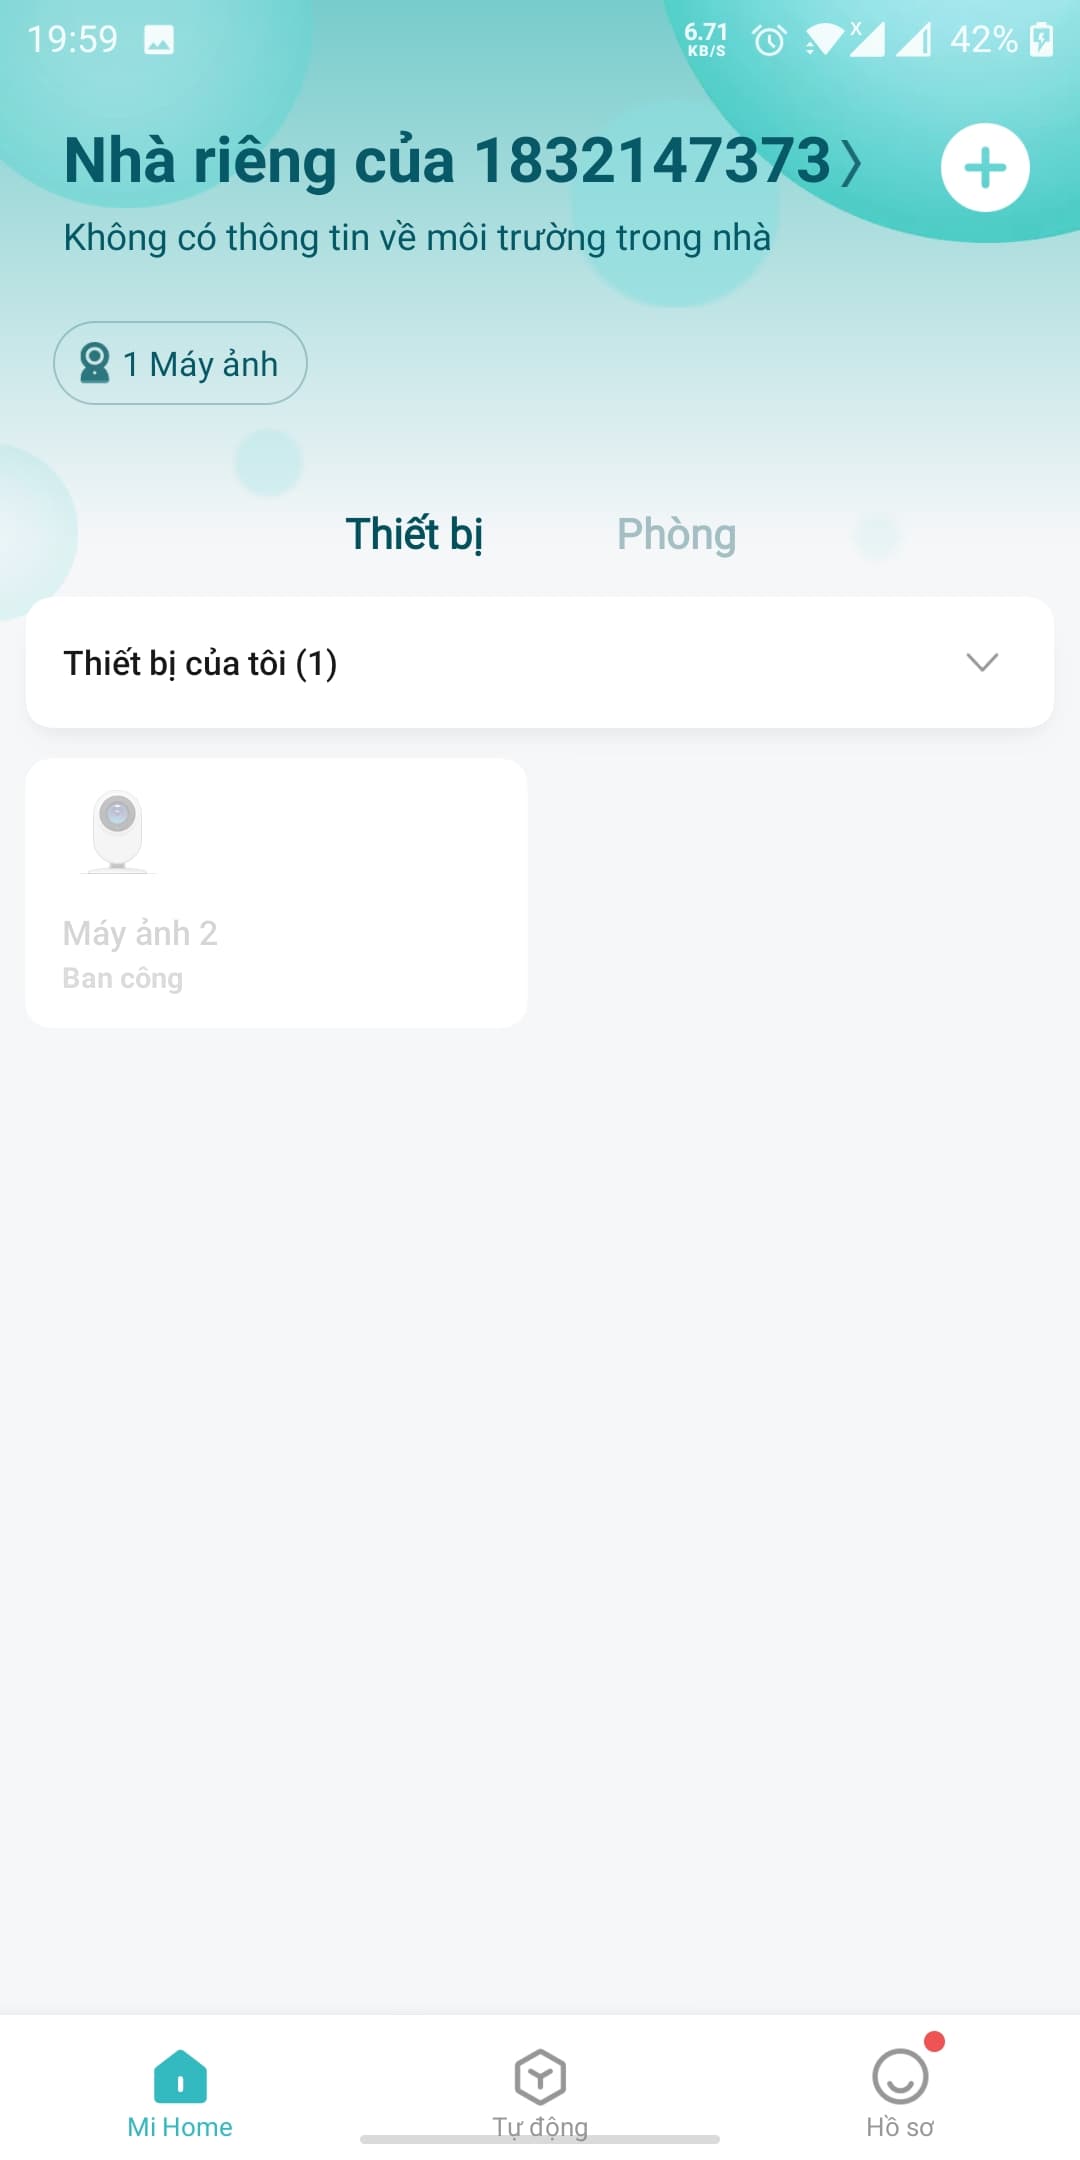 19:59
6.71
KB/S
X
42%
Nhà riêng của 1832147373〉
Không có thông tin về môi trường trong nhà
1 Máy ảnh
Thiết bị
Phòng
Thiết bị của tôi (1)
Máy ảnh 2
Ban công
Mi Home
Tự động
Hồ sơ